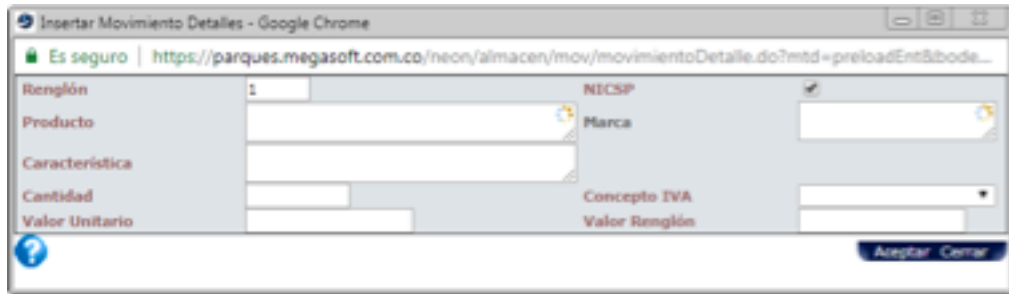 Insertar Movimiento Detalles - Google Chrome
Es seguro | https://parques.megasoft.com.co/neon/almacen/mov/movimientoDetalle.do?mtd=preloadEnt&bode...
Renglón 1 NICSP
Producto Marca
Característica
Cantidad Concepto IVA
Valor Unitario Valor Renglón
? Aceptar Cerrar